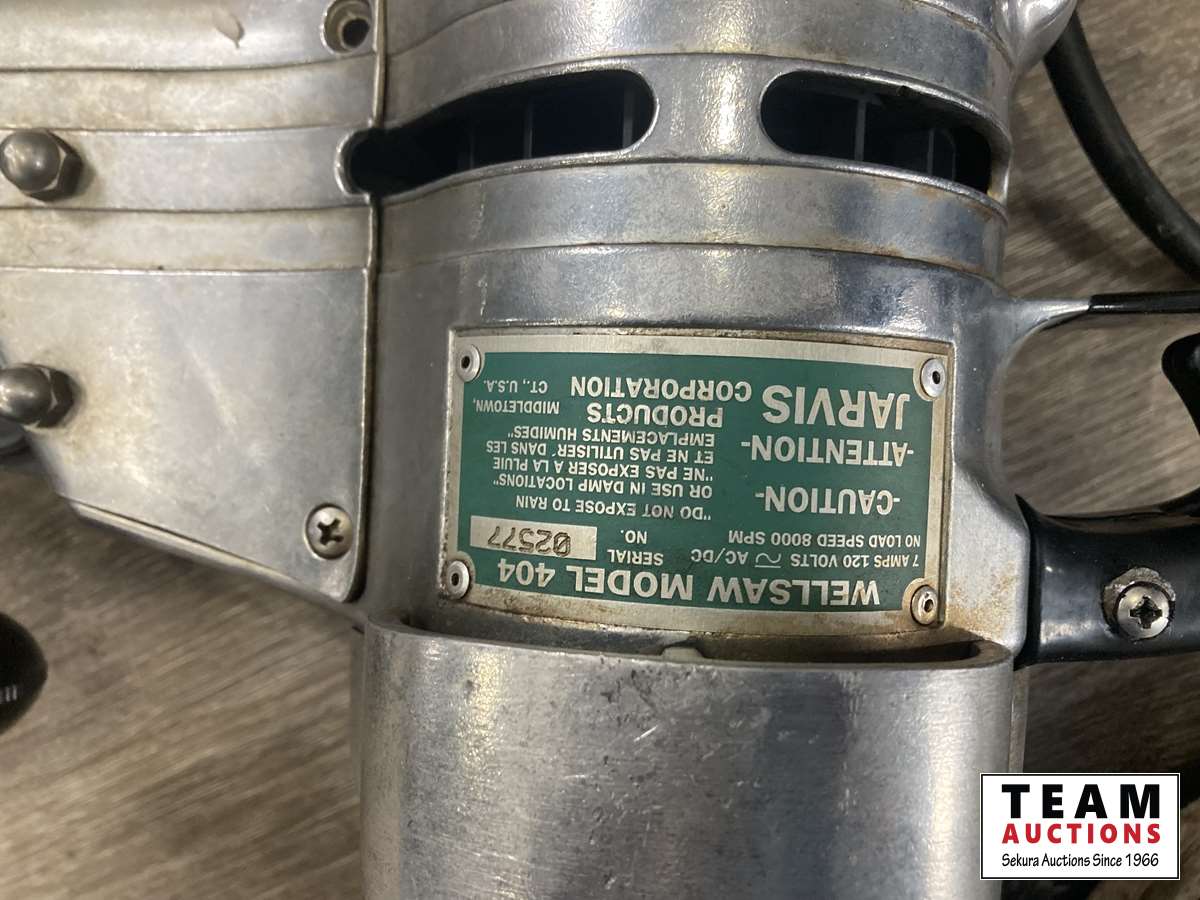 WELLSAW MODEL 404
7 AMPS 120 VOLTS AC/DC
NO LOAD SPEED 8000 SPM
SERIAL NO. 02577
-CAUTION-
"DO NOT EXPOSE TO RAIN
OR USE IN DAMP LOCATIONS"
-ATTENTION-
"NE PAS EXPOSER A LA PLUIE
ET NE PAS UTILISER, DANS LES
EMPLACEMENTS HUMIDES"
JARVIS
PRODUCTS
CORPORATION
MIDDLETOWN,
CT., U.S.A.
TEAM
AUCTIONS
Sekura Auctions Since 1966